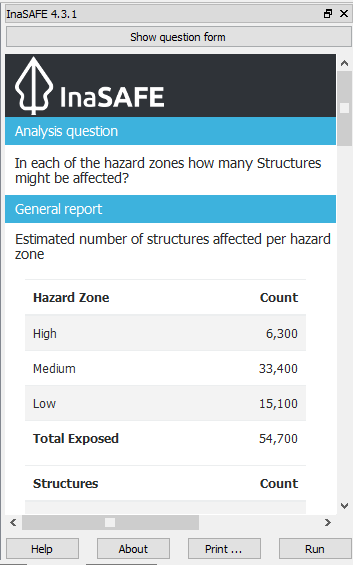 InaSAFE 4.3.1
Show question form
InaSAFE
Analysis question
In each of the hazard zones how many Structures
might be affected?
General report
Estimated number of structures affected per hazard
zone
Hazard Zone Count
High 6,300
Medium 33,400
Low 15,100
Total Exposed 54,700
Structures Count
Help About Print ... Run